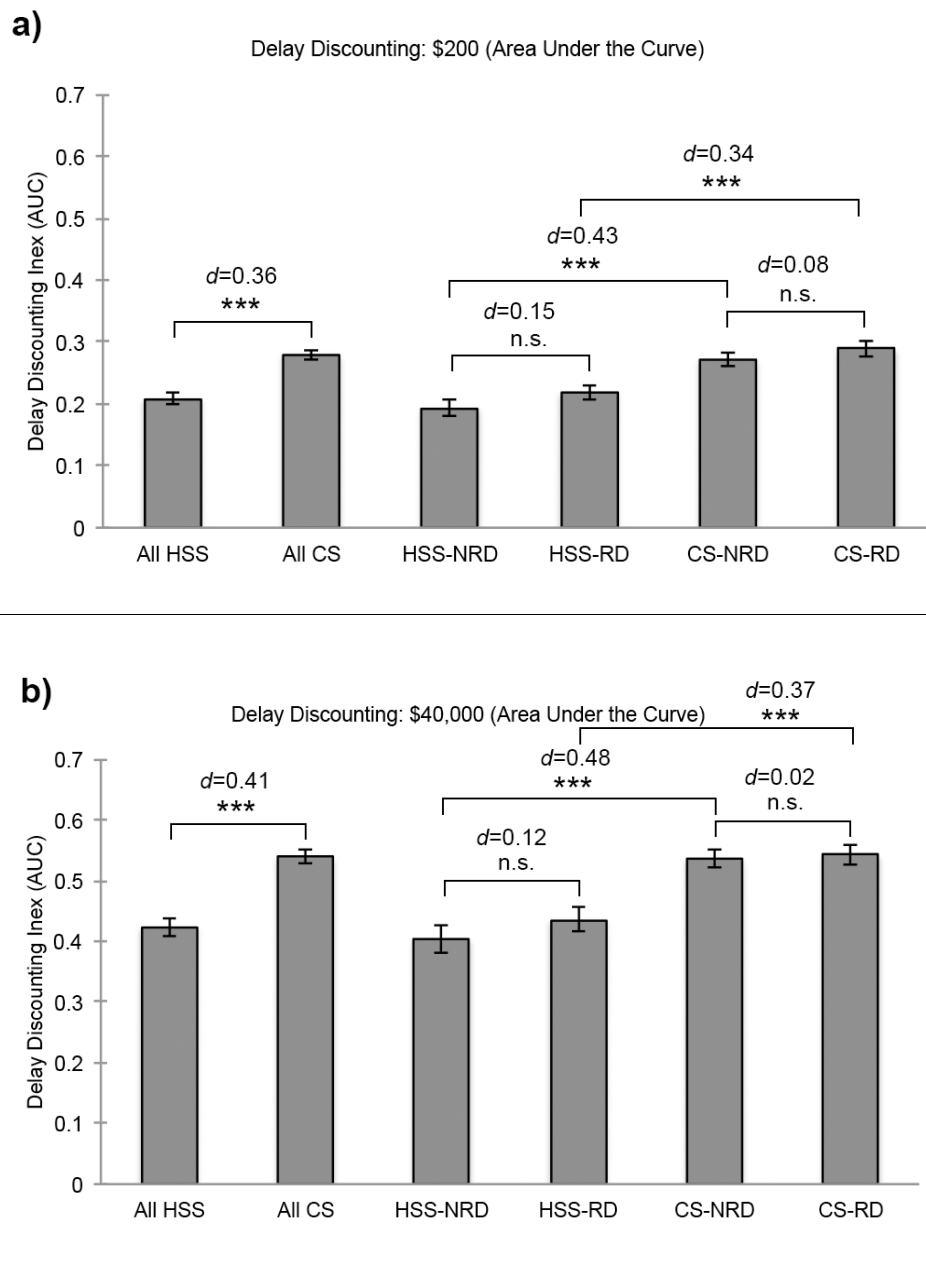 a)
Delay Discounting: $200 (Area Under the Curve)
Delay Discounting Inex (AUC)
0.7
0.6
0.5
0.4
0.3
0.2
0.1
0
d=0.36
***
d=0.15
n.s.
d=0.43
***
d=0.34
***
d=0.08
n.s.
All HSS All CS HSS-NRD HSS-RD CS-NRD CS-RD
b)
Delay Discounting: $40,000 (Area Under the Curve)
Delay Discounting Inex (AUC)
0.7
0.6
0.5
0.4
0.3
0.2
0.1
0
d=0.41
***
d=0.12
n.s.
d=0.48
***
d=0.37
***
d=0.02
n.s.
All HSS All CS HSS-NRD HSS-RD CS-NRD CS-RD